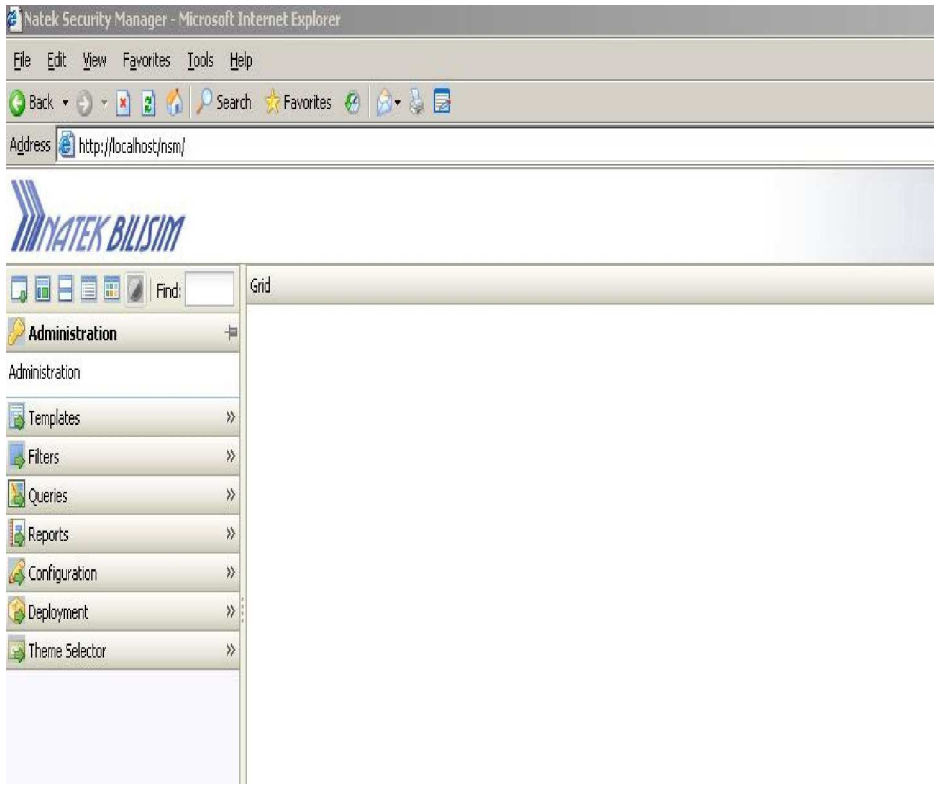 Natek Security Manager - Microsoft Internet Explorer
File Edit View Favorites Tools Help
Back Search Favorites
Address http://localhost/nsm/
NATEK BILISIM
Find:
Grid
Administration
Administration
Templates
Filters
Queries
Reports
Configuration
Deployment
Theme Selector